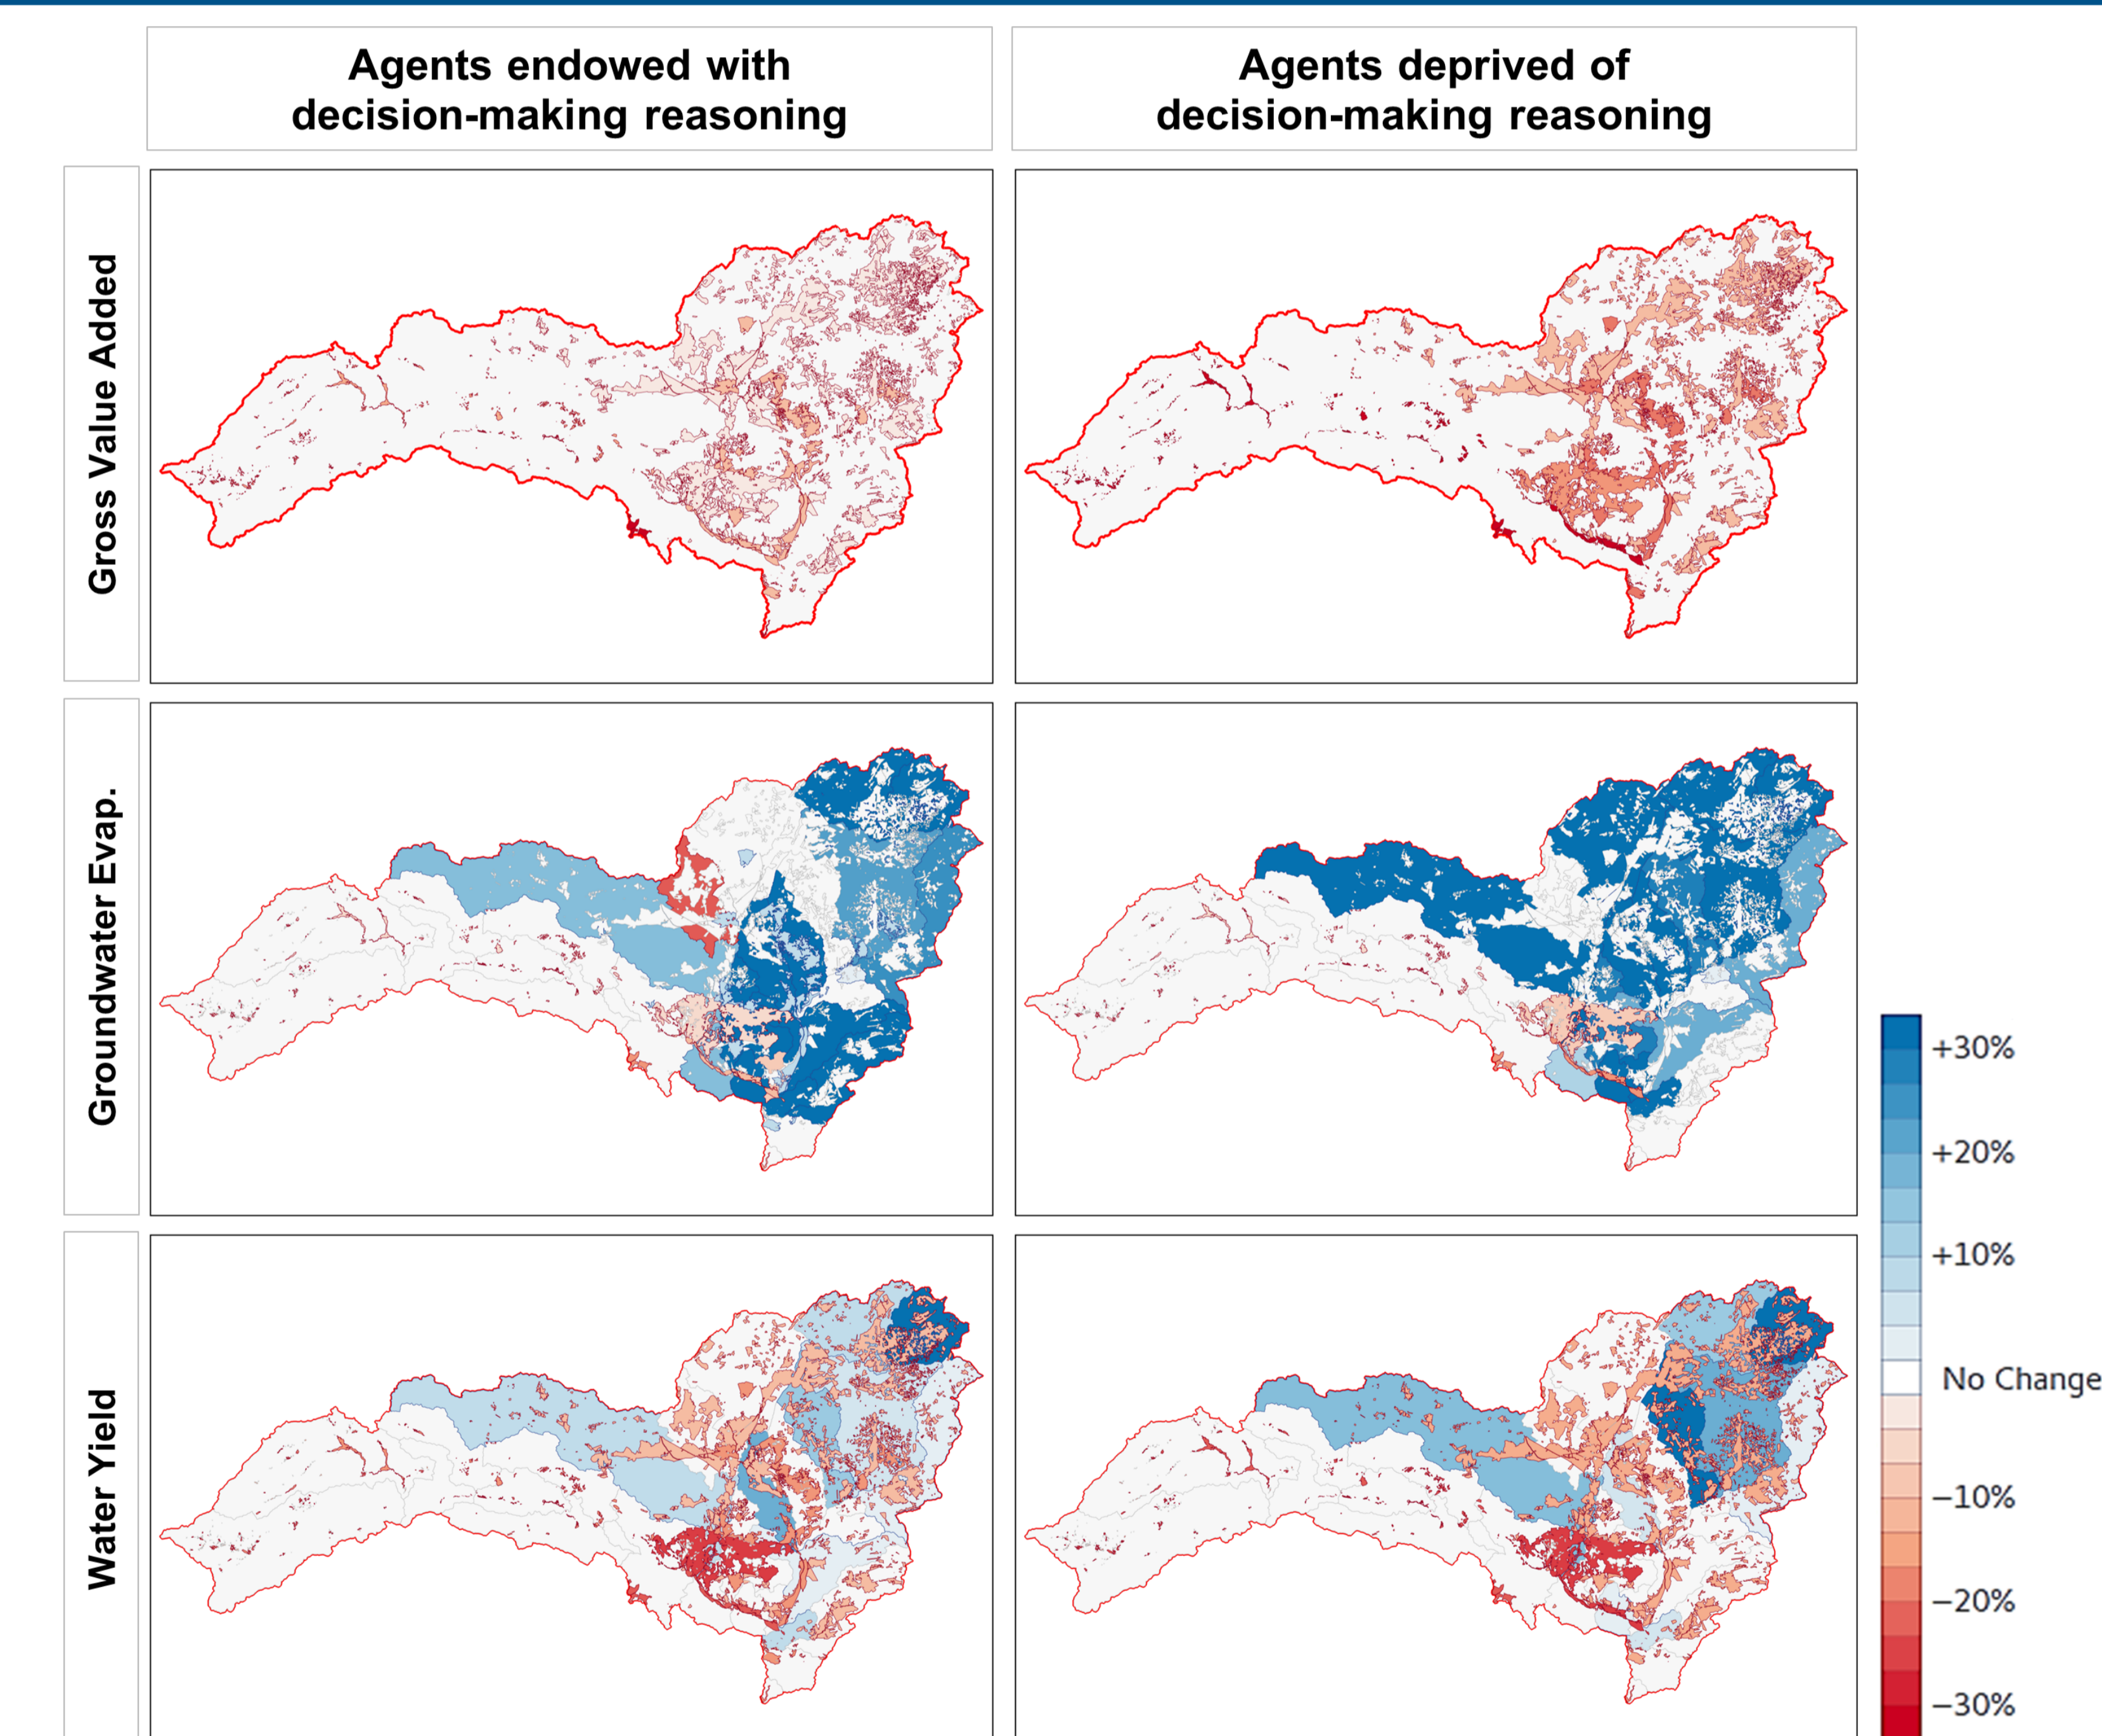 Agents endowed with
decision-making reasoning
Agents deprived of
decision-making reasoning
Gross Value Added
Groundwater Evap.
Water Yield
+30%
+20%
+10%
No Change
−10%
−20%
−30%